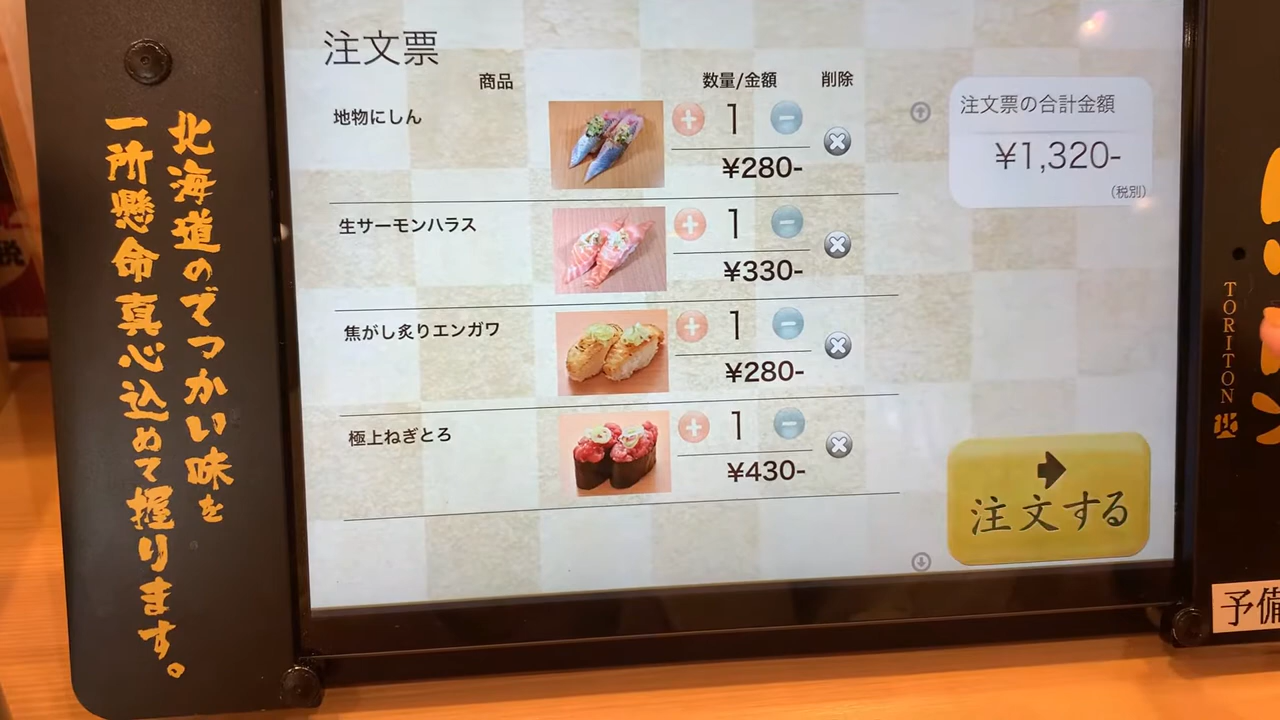 北海道のでっかい味を
一所懸命真心込めて握ります。
注文票
商品
数量/金額
削除
地物にしん
1
¥280-
生サーモンハラス
1
¥330-
焦がし炙りエンガワ
1
¥280-
極上ねぎとろ
1
¥430-
注文票の合計金額
¥1,320-
(税別)
注文する
TORITON
予備